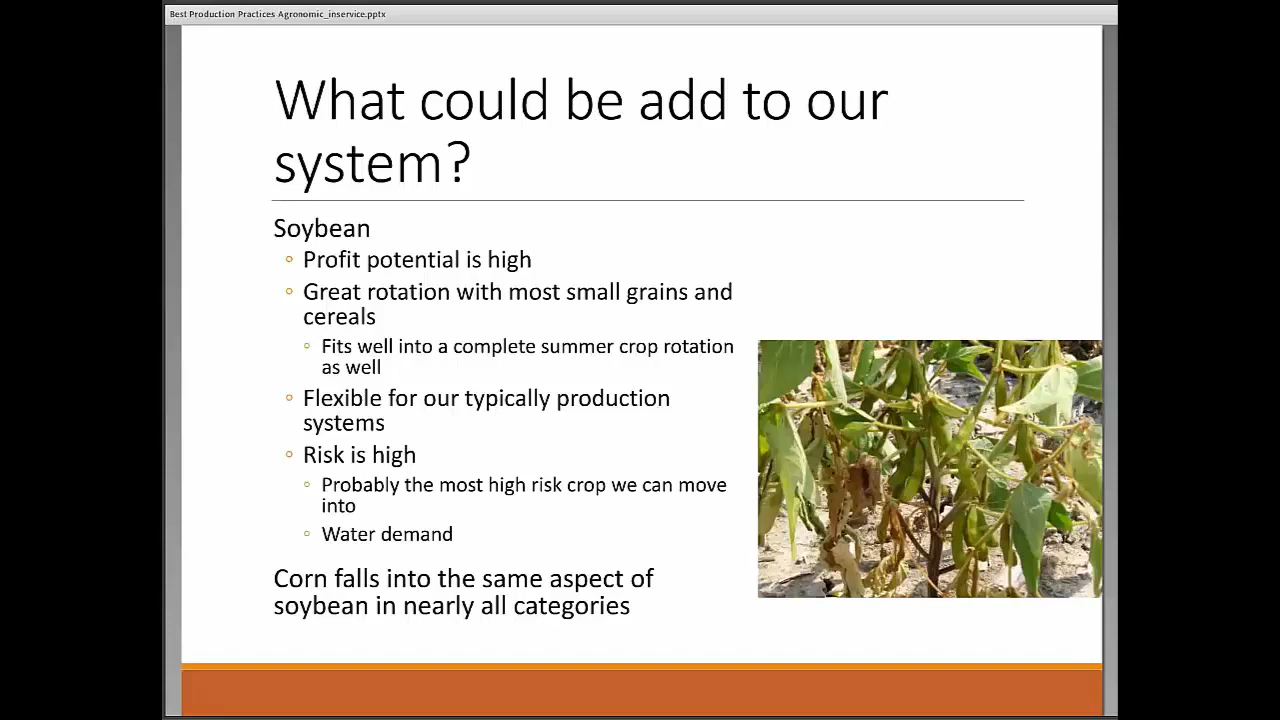 Best Production Practices Agronomic_inservice.pptx
What could be add to our
system?
Soybean
Profit potential is high
Great rotation with most small grains and
cereals
Fits well into a complete summer crop rotation
as well
Flexible for our typically production
systems
Risk is high
Probably the most high risk crop we can move
into
Water demand
Corn falls into the same aspect of
soybean in nearly all categories